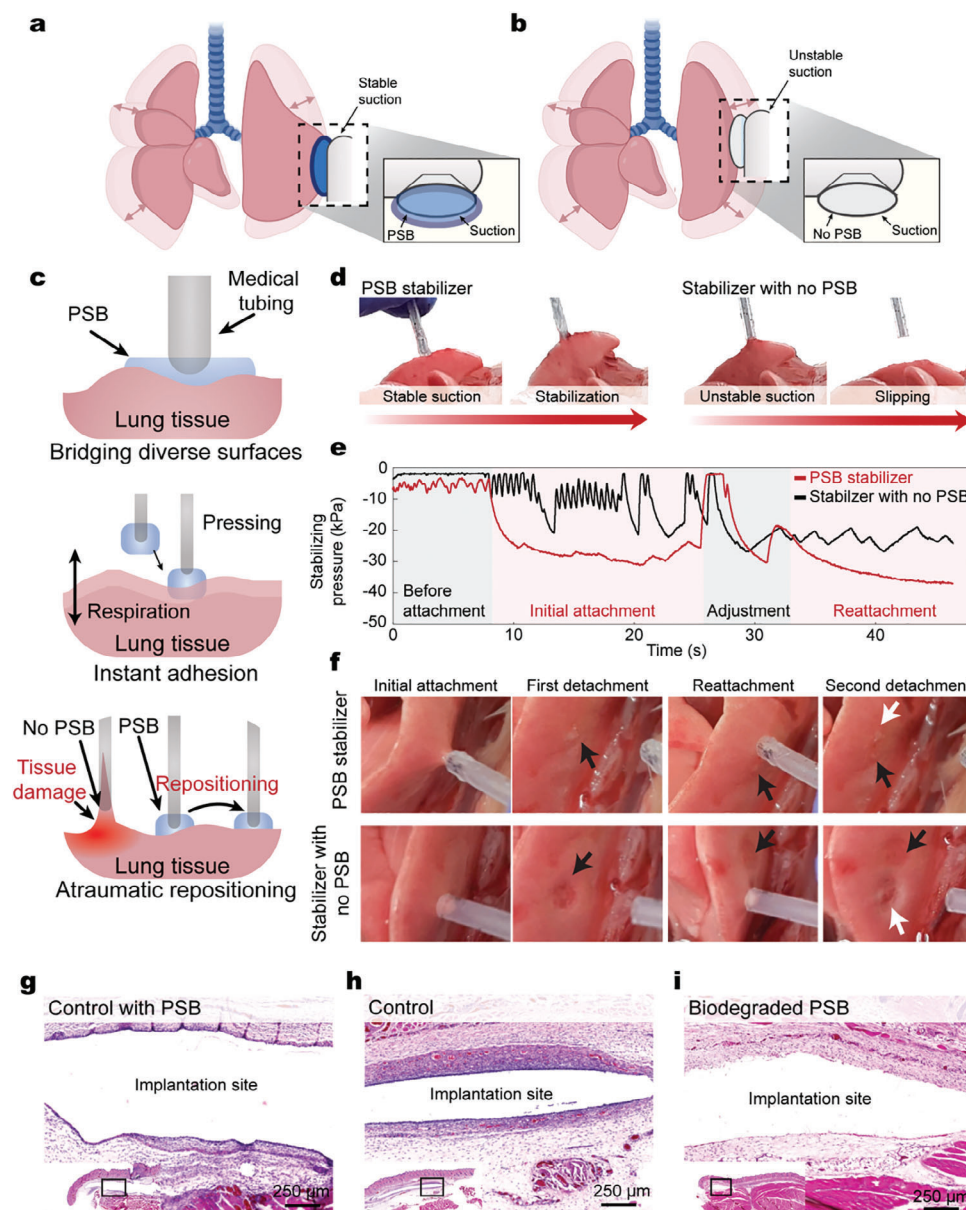 a
Stable
suction
PSB
Suction
b
Unstable
suction
No PSB
Suction
c
PSB
Medical
tubing
Lung tissue
Bridging diverse surfaces
Pressing
Respiration
Lung tissue
Instant adhesion
No PSB
PSB
Tissue
damage
Repositioning
Lung tissue
Atraumatic repositioning
d
PSB stabilizer
Stabilizer with no PSB
Stable suction
Stabilization
Unstable suction
Slipping
e
Stabilizing
pressure (kPa)
0
-10
-20
-30
-40
-50
PSB stabilizer
Stabilzer with no PSB
Before
attachment
Initial attachment
Adjustment
Reattachment
0
10
20
30
40
Time (s)
f
Initial attachment
First detachment
Reattachment
Second detachment
PSB stabilizer
Stabilizer with
no PSB
g
Control with PSB
Implantation site
250 µm
h
Control
Implantation site
250 µm
i
Biodegraded PSB
Implantation site
250 µm